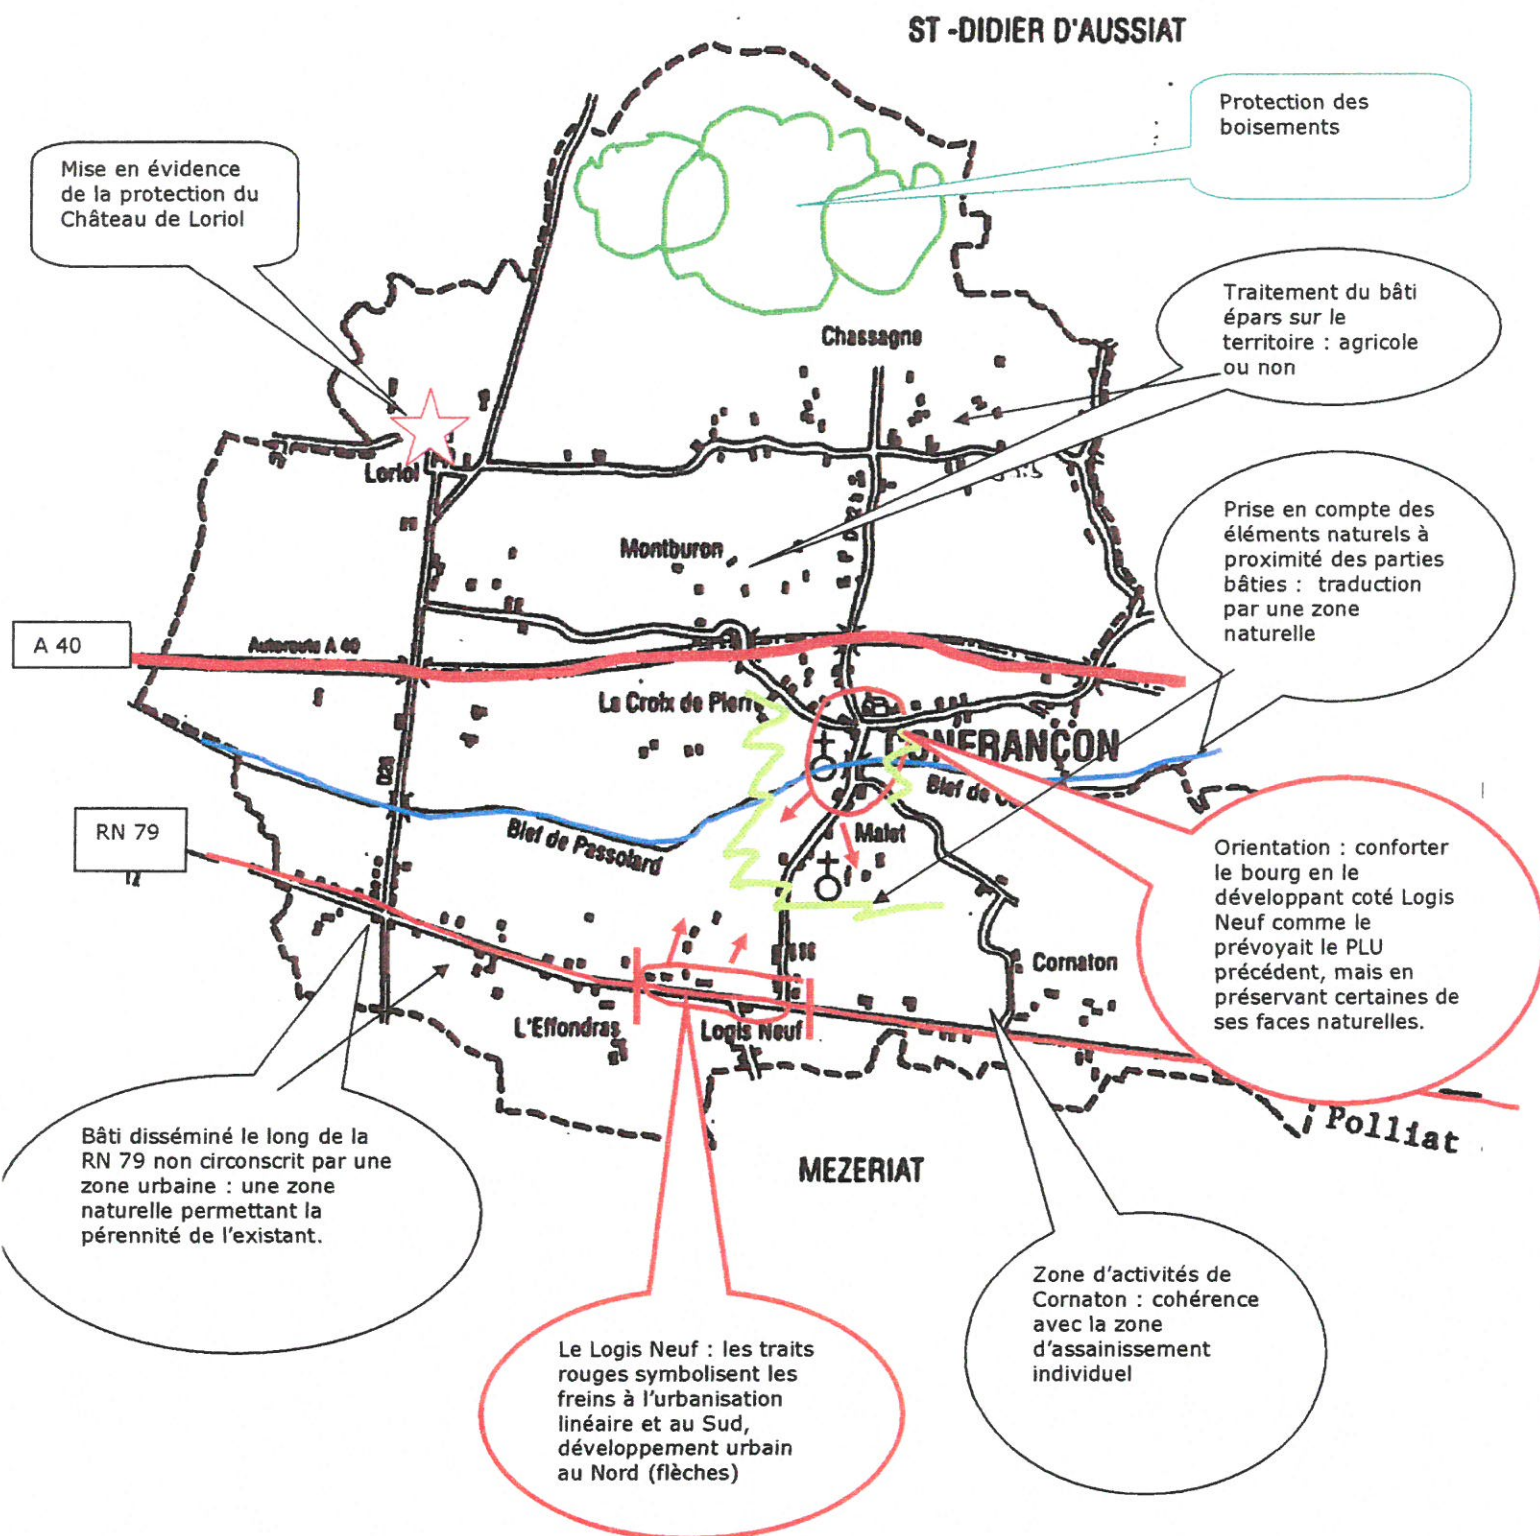 ST -DIDIER D'AUSSIAT
Protection des
boisements
Mise en évidence
de la protection du
Château de Loriol
Traitement du bâti
épars sur le
territoire : agricole
ou non
Chassagne
Loriol
Prise en compte des
éléments naturels à
proximité des parties
bâties : traduction
par une zone
naturelle
Montburon
A 40
Autoroute A 40
La Croix de Pierre
CONFRANÇON
D28
Bief de
RN 79
Bief de Passolard
Malet
Orientation : conforter
le bourg en le
développant coté Logis
Neuf comme le
prévoyait le PLU
précédent, mais en
préservant certaines de
ses faces naturelles.
Cornaton
L'Effondras
Logis Neuf
Polliat
Bâti disséminé le long de la
RN 79 non circonscrit par une
zone urbaine : une zone
naturelle permettant la
pérennité de l'existant.
MEZERIAT
Zone d'activités de
Cornaton : cohérence
avec la zone
d'assainissement
individuel
Le Logis Neuf : les traits
rouges symbolisent les
freins à l'urbanisation
linéaire et au Sud,
développement urbain
au Nord (flèches)